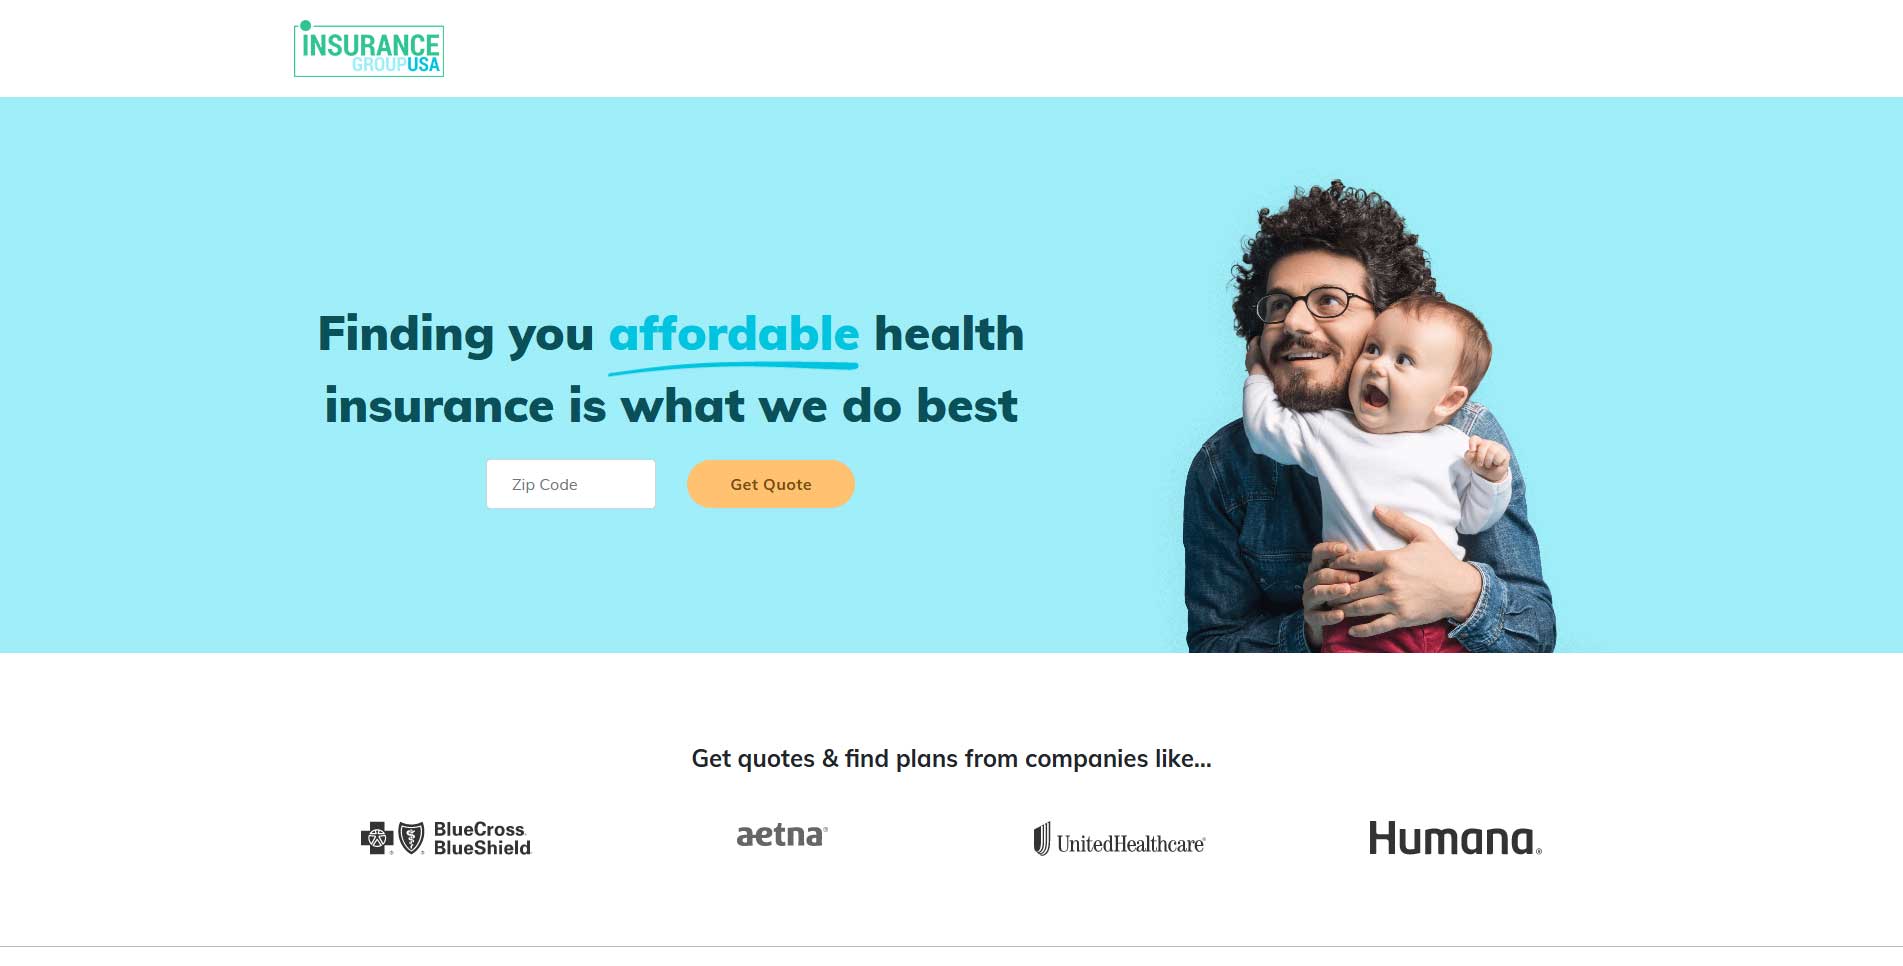 INSURANCE
GROUPUSA
Finding you affordable health
insurance is what we do best
Zip Code
Get Quote
Get quotes & find plans from companies like...
BlueCross
BlueShield
aetna®
UnitedHealthcare®
Humana®